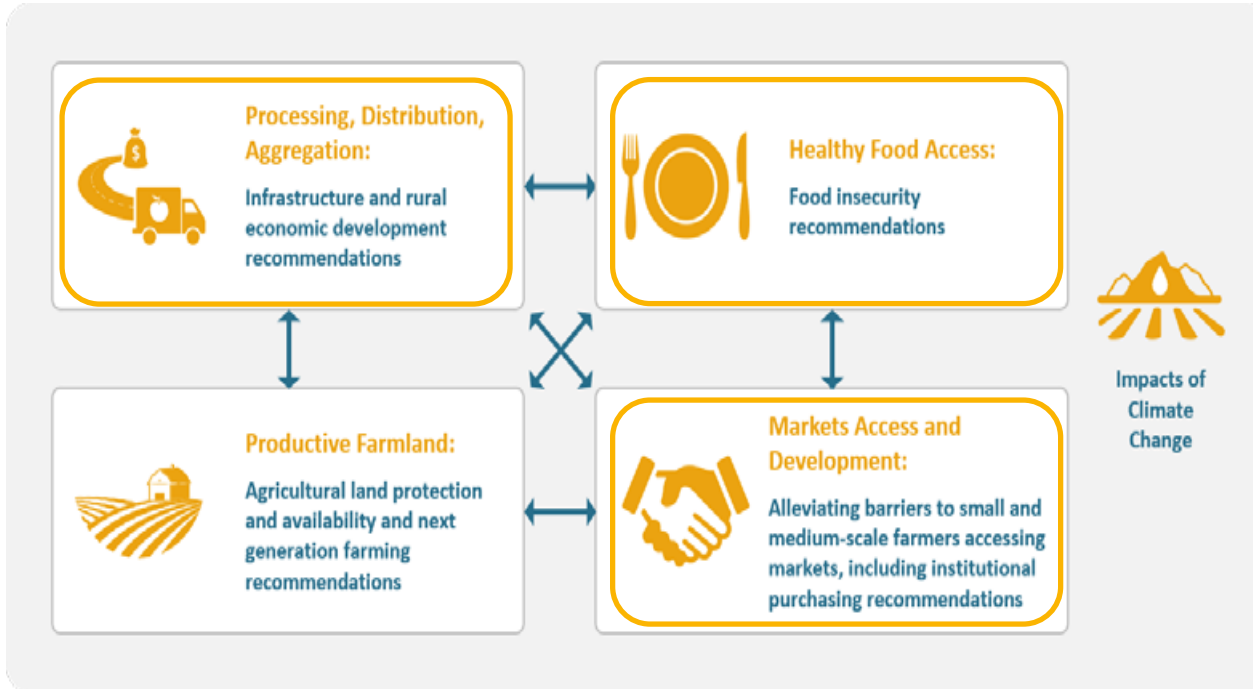 Processing, Distribution,
Aggregation:
Infrastructure and rural
economic development
recommendations
$
Healthy Food Access:
Food insecurity
recommendations
Productive Farmland:
Agricultural land protection
and availability and next
generation farming
recommendations
Markets Access and
Development:
Alleviating barriers to small and
medium-scale farmers accessing
markets, including institutional
purchasing recommendations
Impacts of
Climate
Change